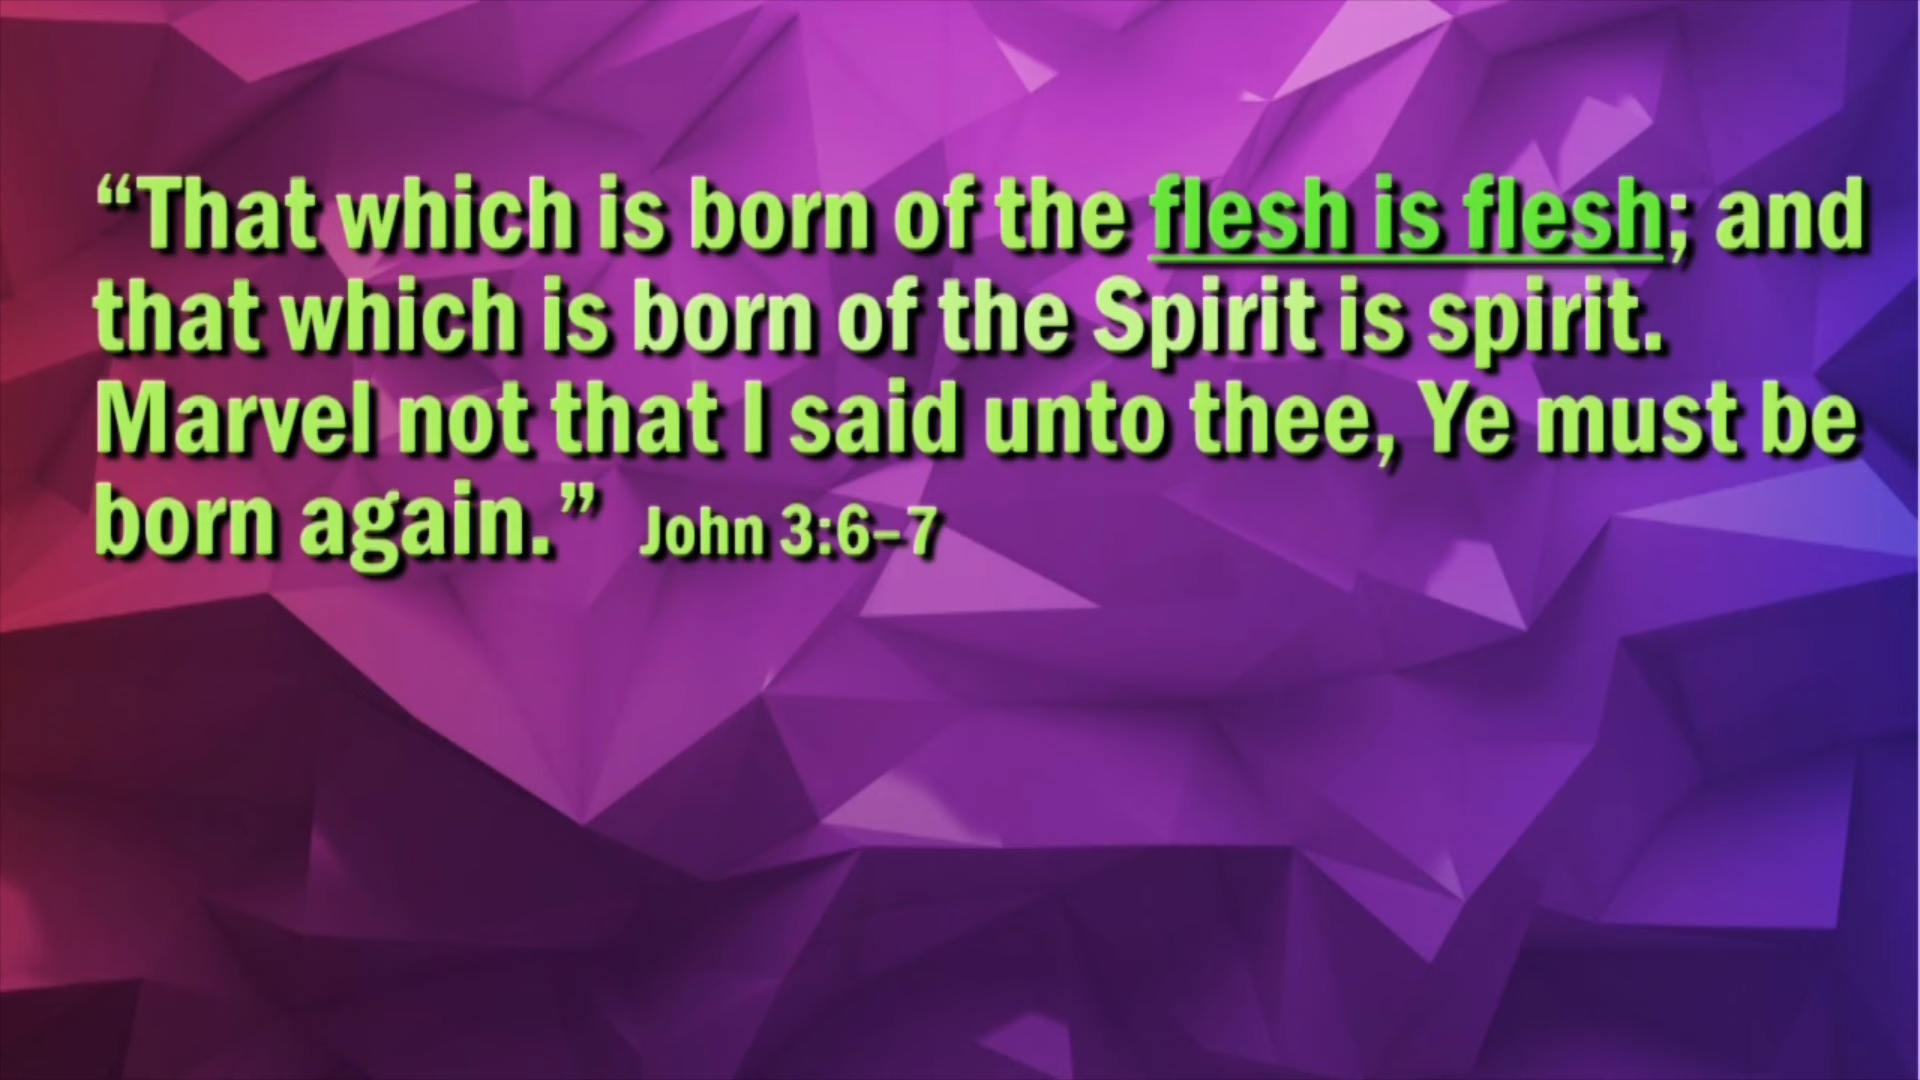 “That which is born of the flesh is flesh; and
that which is born of the Spirit is spirit.
Marvel not that I said unto thee, Ye must be
born again.” John 3:6–7